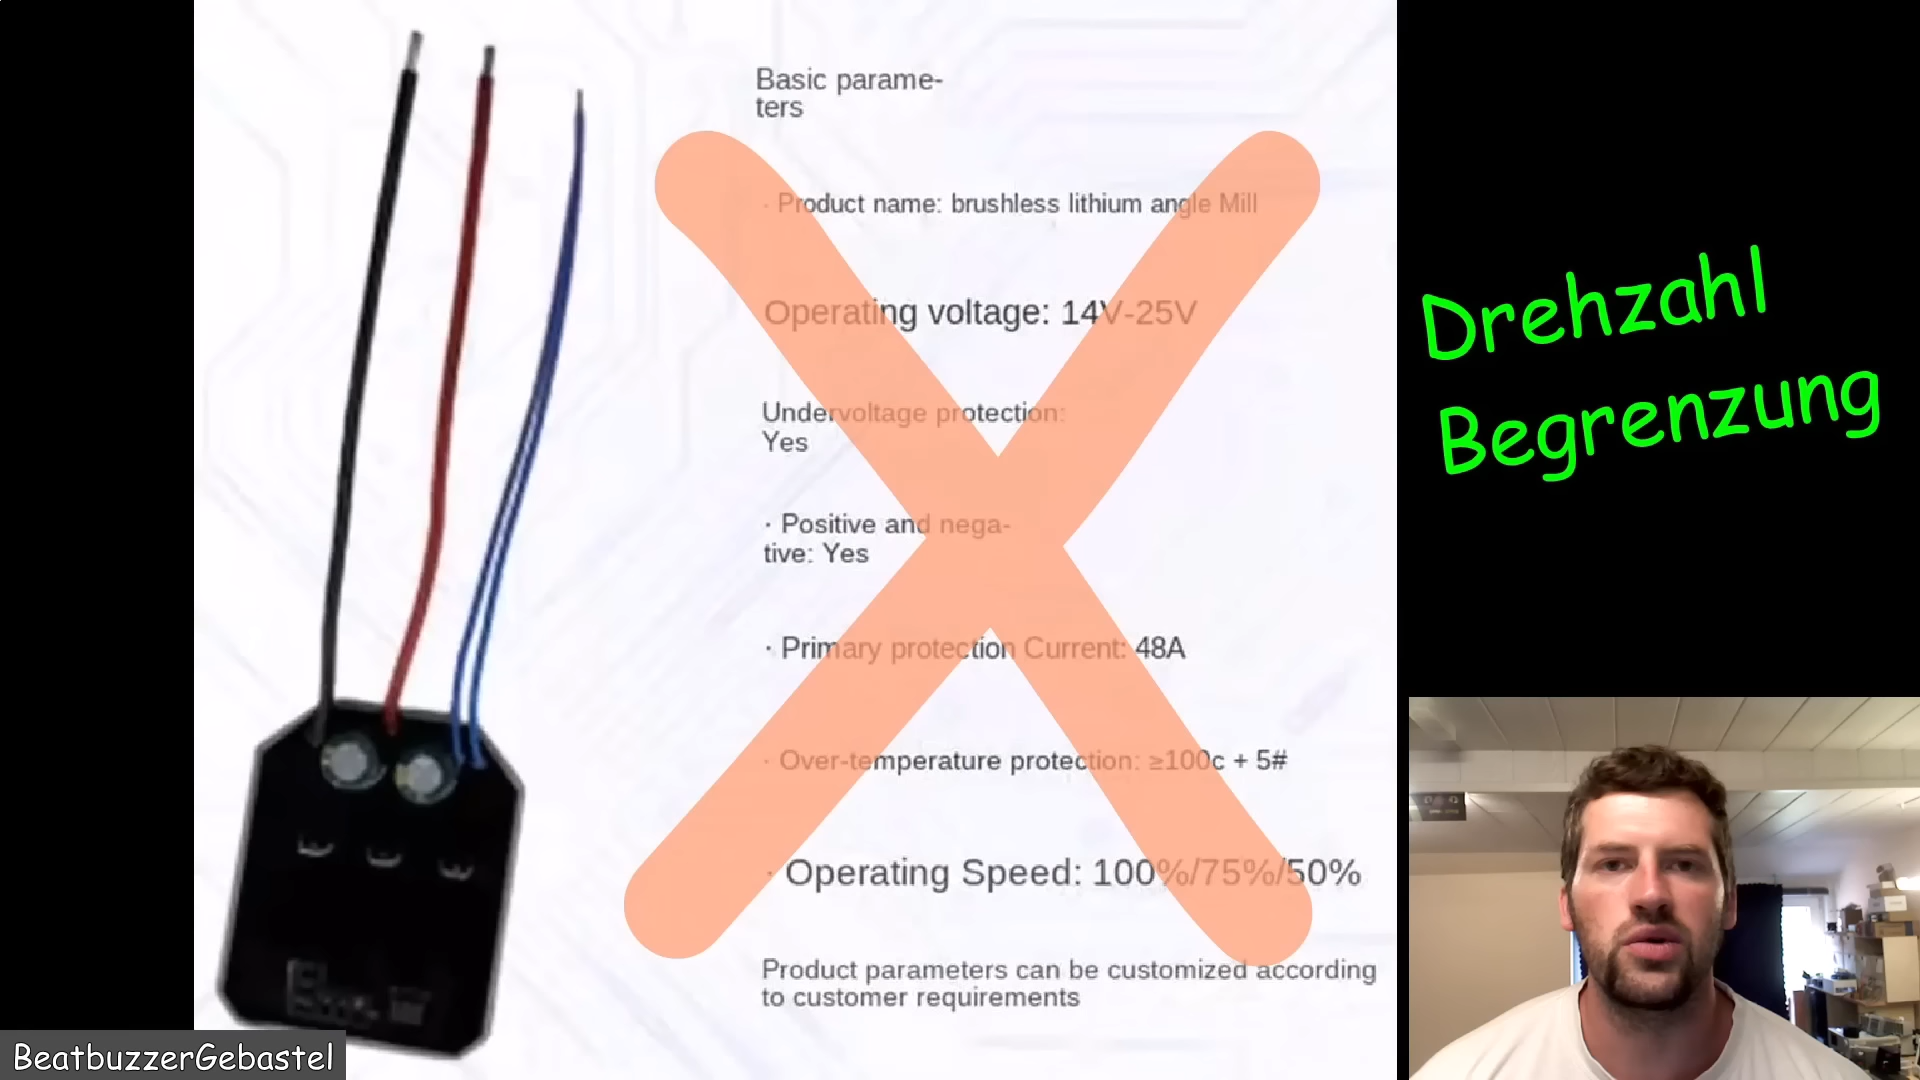 Basic parame-
ters
· Product name: brushless lithium angle Mill
Operating voltage: 14V-25V
Undervoltage protection:
Yes
· Positive and nega-
tive: Yes
· Primary protection Current: 48A
· Over-temperature protection: ≥100c + 5#
· Operating Speed: 100%/75%/50%
Product parameters can be customized according
to customer requirements
Drehzahl
Begrenzung
BeatbuzzerGebastel